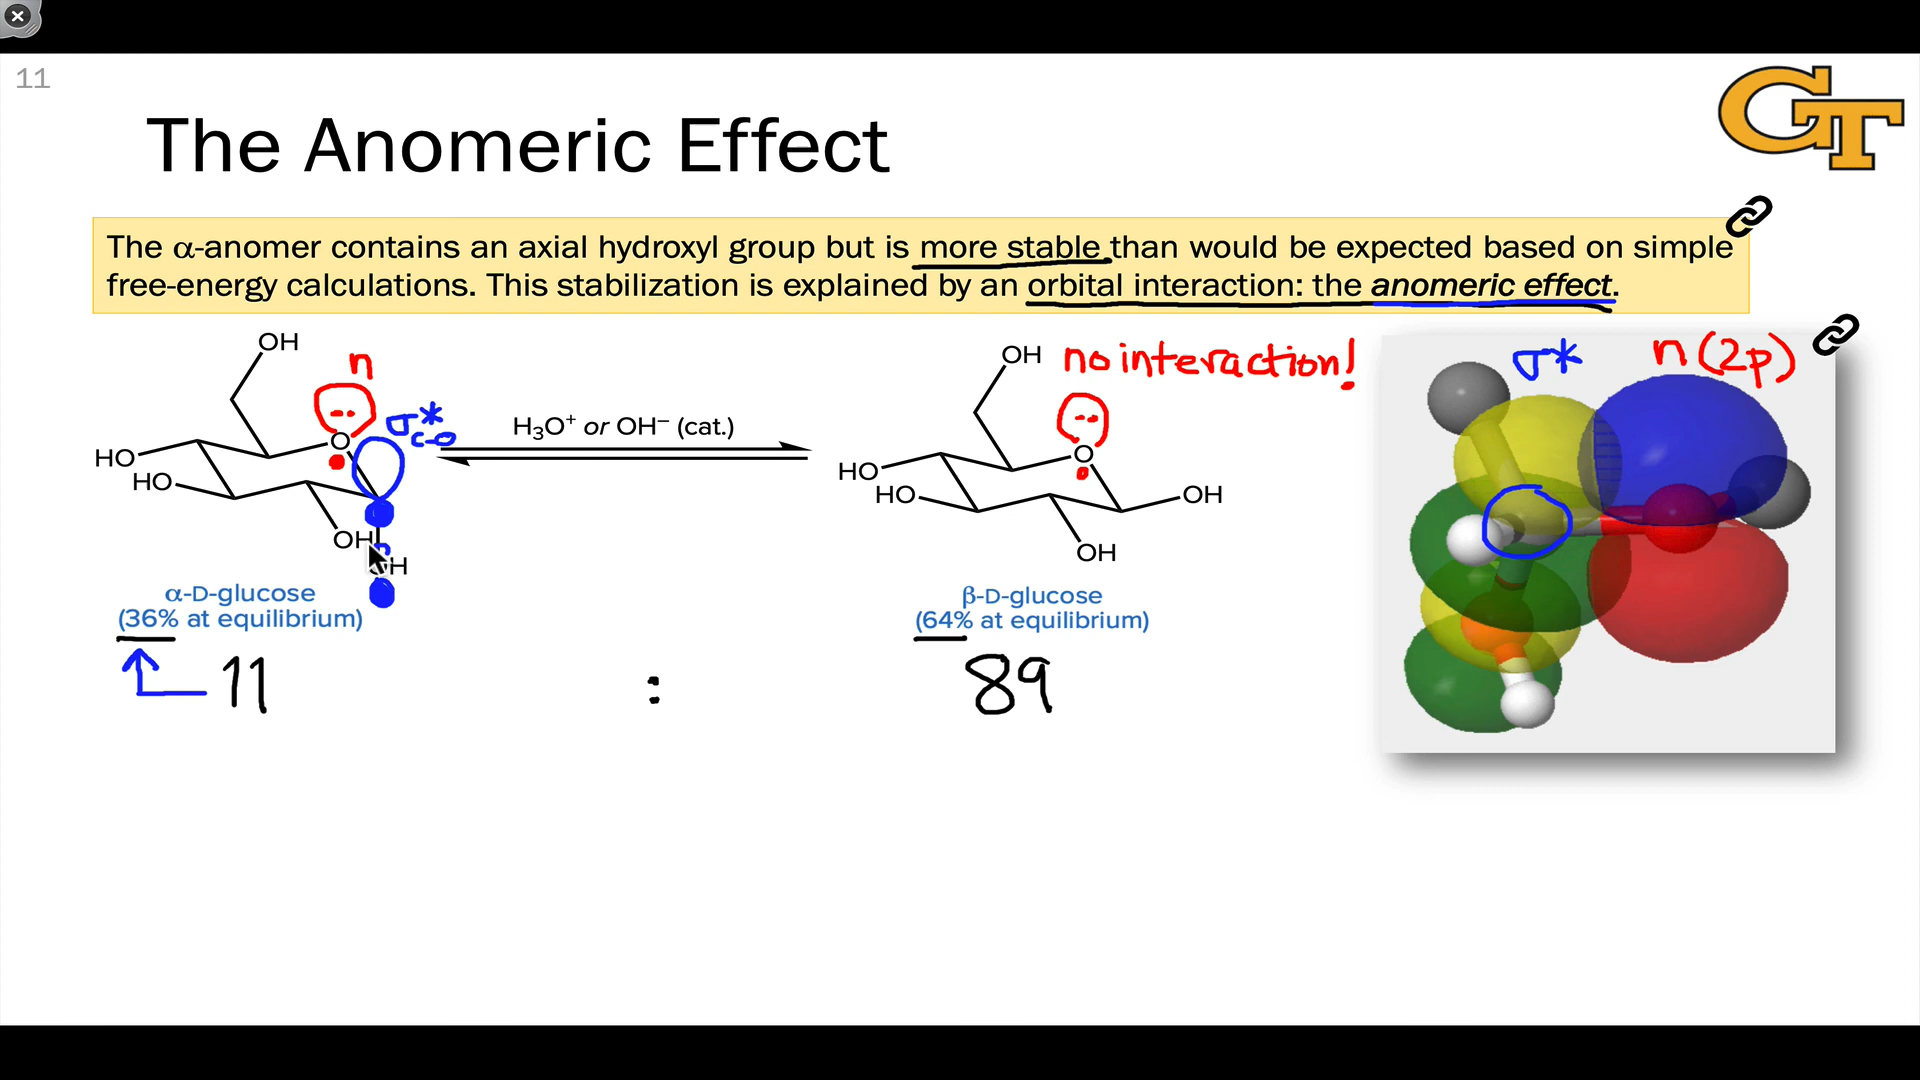 11
GT
The Anomeric Effect
The α-anomer contains an axial hydroxyl group but is more stable than would be expected based on simple
free-energy calculations. This stabilization is explained by an orbital interaction: the anomeric effect.
OH
n
O
σ*C-O
HO
HO
OH
OH
α-D-glucose
(36% at equilibrium)
H₃O⁺ or OH⁻ (cat.)
OH
no interaction!
O
HO
HO
OH
OH
β-D-glucose
(64% at equilibrium)
11 : 89
σ* n(2p)